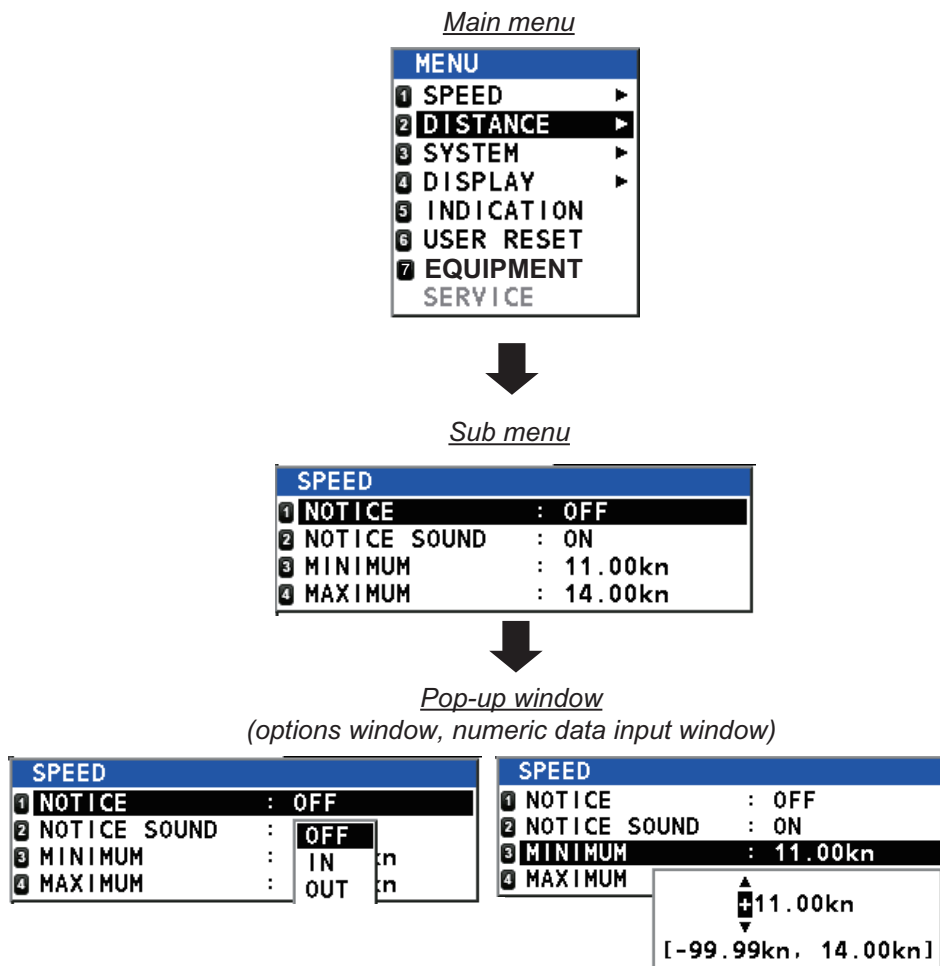 Main menu
MENU
1 SPEED ►
2 DISTANCE ►
3 SYSTEM ►
4 DISPLAY ►
5 INDICATION
6 USER RESET
7 EQUIPMENT
SERVICE
Sub menu
SPEED
1 NOTICE : OFF
2 NOTICE SOUND : ON
3 MINIMUM : 11.00kn
4 MAXIMUM : 14.00kn
Pop-up window
(options window, numeric data input window)
SPEED
1 NOTICE : OFF
2 NOTICE SOUND :
3 MINIMUM : kn
4 MAXIMUM : kn
OFF
IN
OUT
SPEED
1 NOTICE : OFF
2 NOTICE SOUND : ON
3 MINIMUM : 11.00kn
4 MAXIMUM
▲
+11.00kn
▼
[-99.99kn, 14.00kn]